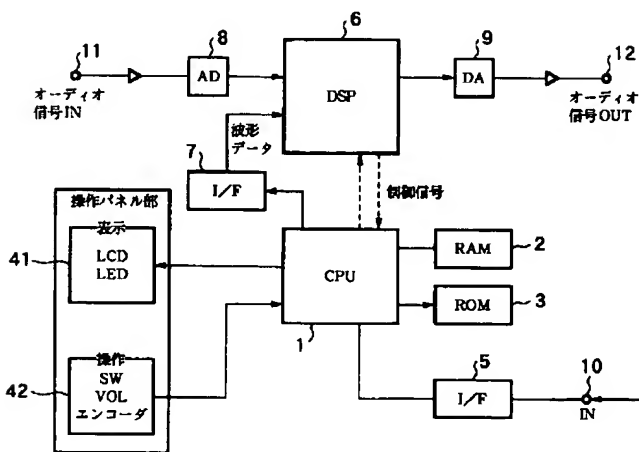 6
11
8
9
12
AD
DSP
DA
オーディオ
信号IN
オーディオ
信号OUT
波形
データ
7
I/F
制御信号
操作パネル部
表示
41
LCD
LED
CPU
RAM
2
ROM
3
1
操作
42
SW
VOL
エンコーダ
5
I/F
10
IN